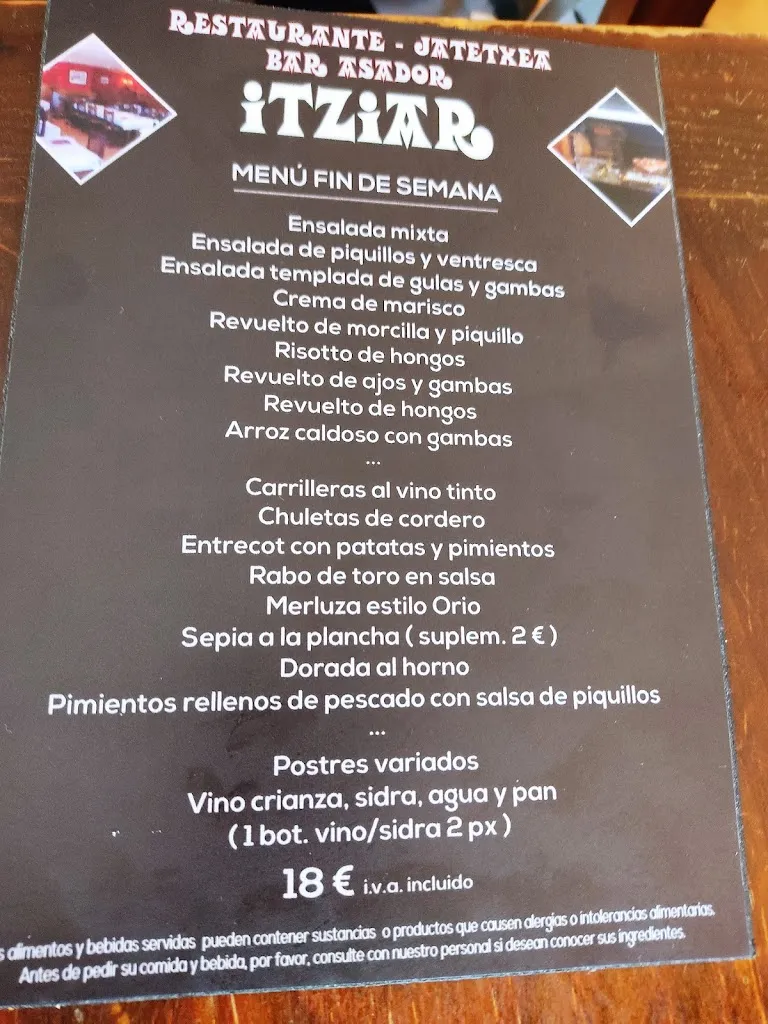 RESTAURANTE - JATETXEA
BAR ASADOR
iTZiAR
MENÚ FIN DE SEMANA
Ensalada mixta
Ensalada de piquillos y ventresca
Ensalada templada de gulas y gambas
Crema de marisco
Revuelto de morcilla y piquillo
Risotto de hongos
Revuelto de ajos y gambas
Revuelto de hongos
Arroz caldoso con gambas
...
Carrilleras al vino tinto
Chuletas de cordero
Entrecot con patatas y pimientos
Rabo de toro en salsa
Merluza estilo Orio
Sepia a la plancha ( suplem. 2 € )
Dorada al horno
Pimientos rellenos de pescado con salsa de piquillos
...
Postres variados
Vino crianza, sidra, agua y pan
( 1 bot. vino/sidra 2 px )
18 € i.v.a. incluido
s alimentos y bebidas servidas pueden contener sustancias o productos que causen alergias o intolerancias alimentarias.
Antes de pedir su comida y bebida, por favor, consulte con nuestro personal si desean conocer sus ingredientes.